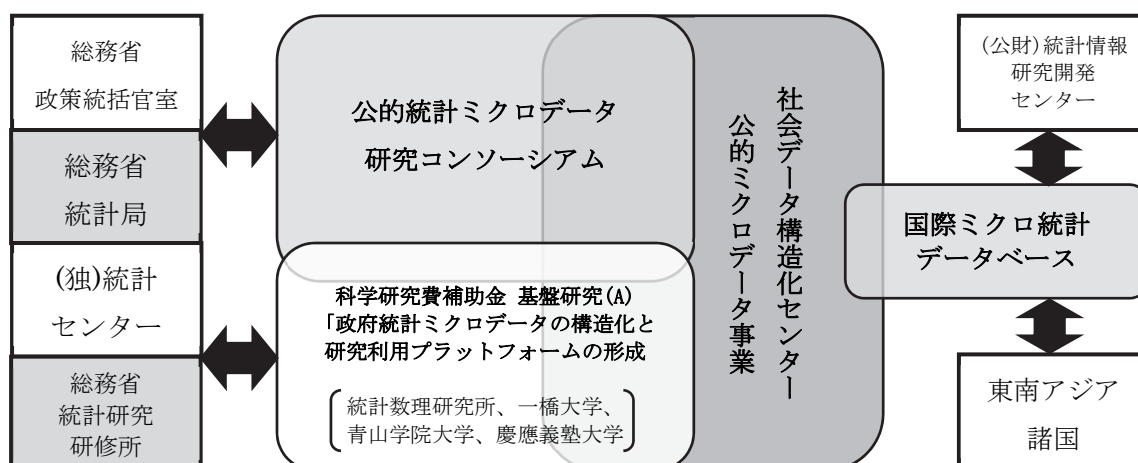 総務省
政策統括官室
総務省
統計局
(独)統計
センター
総務省
統計研究
研修所
公的統計ミクロデータ
研究コンソーシアム
科学研究費補助金 基盤研究(A)
「政府統計ミクロデータの構造化と
研究利用プラットフォームの形成
統計数理研究所、一橋大学、
青山学院大学、慶應義塾大学
社会データ構造化センター
公的ミクロデータ事業
(公財)統計情報
研究開発
センター
国際ミクロ統計
データベース
東南アジア
諸国